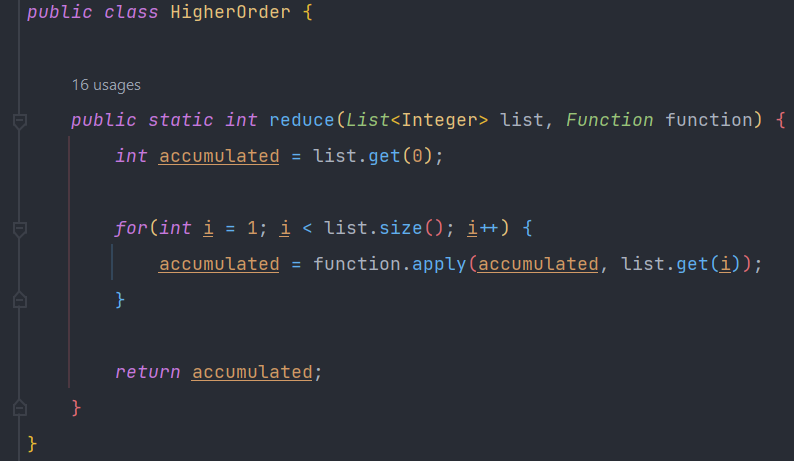 public class HigherOrder {
16 usages
public static int reduce(List<Integer> list, Function function) {
int accumulated = list.get(0);
for(int i = 1; i < list.size(); i++) {
accumulated = function.apply(accumulated, list.get(i));
}
return accumulated;
}
}